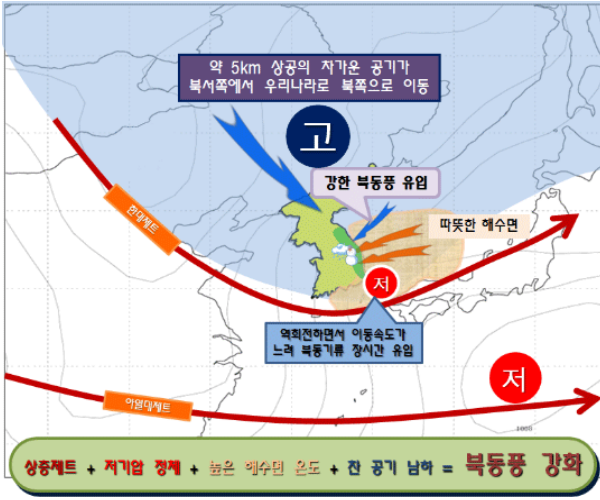 약 5km 상공의 차가운 공기가
북서쪽에서 우리나라로 북쪽으로 이동
고
강한 북동풍 유입
따뜻한 해수면
한대제트
저
역회전하면서 이동속도가
느려 북동기류 장시간 유입
저
아열대제트
1000
상층제트 + 저기압 정체 + 높은 해수면 온도 + 찬 공기 남하 = 북동풍 강화